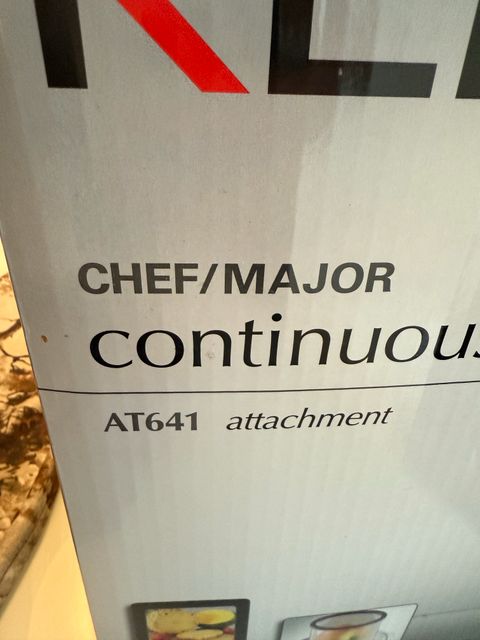 CHEF/MAJOR
continuous
AT641 attachment